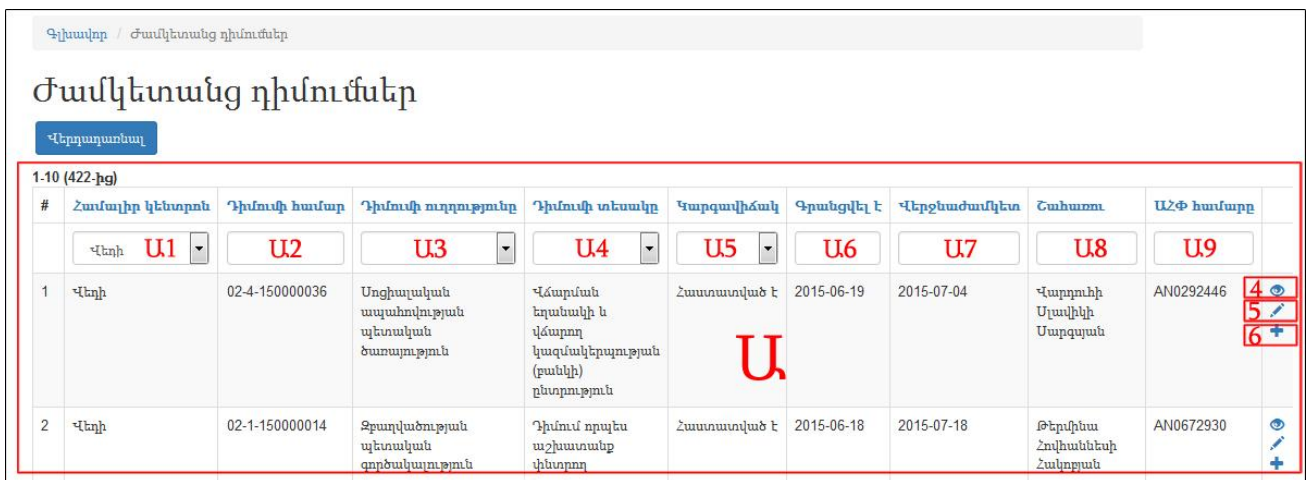 Գլխավոր / Ժամկետանց դիմումներ
Ժամկետանց դիմումներ
Վերդադառնալ
1-10 (422-ից)
# Համալիր կենտրոն Դիմումի համար Դիմումի ուղղությունը Դիմումի տեսակը Կարգավիճակ Գրանցվել է Վերջնաժամկետ Շահառու ԱՀՓ համարը
Վեդի Ա1 Ա2 Ա3 Ա4 Ա5 Ա6 Ա7 Ա8 Ա9
1 Վեդի 02-4-150000036 Սոցիալական Վճարման Հաստատված է 2015-06-19 2015-07-04 Վարդուհի AN0292446 4
ապահովության եղանակի և Սլավիկի 5
պետական վճարող Սարգսյան 6
ծառայություն կազմակերպության Ա
(բանկի)
ընտրություն
2 Վեդի 02-1-150000014 Զբաղվածության Դիմում որպես Հաստատված է 2015-06-18 2015-07-18 Թերմինա AN0672930
պետական աշխատանք Հովհաննեսի
գործակալություն փնտրող Հակոբյան